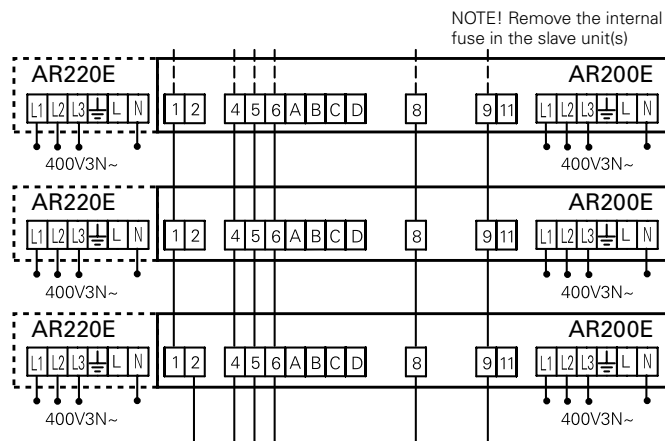 NOTE! Remove the internal
fuse in the slave unit(s)
AR220E AR200E
L1 L2 L3 L N 1 2 4 5 6 A B C D 8 9 11 L1 L2 L3 L N
400V3N~ 400V3N~
AR220E AR200E
L1 L2 L3 L N 1 2 4 5 6 A B C D 8 9 11 L1 L2 L3 L N
400V3N~ 400V3N~
AR220E AR200E
L1 L2 L3 L N 1 2 4 5 6 A B C D 8 9 11 L1 L2 L3 L N
400V3N~ 400V3N~